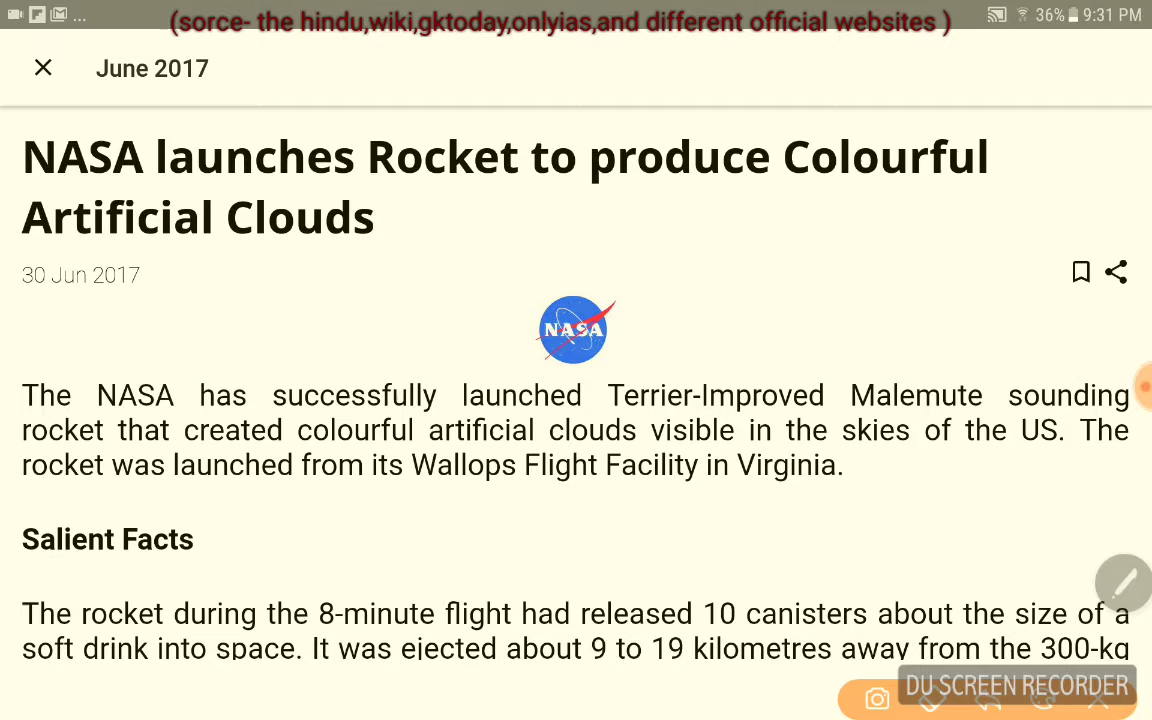 (sorce- the hindu,wiki,gktoday,onlyias,and different official websites )
... 36% 9:31 PM
June 2017
NASA launches Rocket to produce Colourful
Artificial Clouds
30 Jun 2017
NASA
The NASA has successfully launched Terrier-Improved Malemute sounding
rocket that created colourful artificial clouds visible in the skies of the US. The
rocket was launched from its Wallops Flight Facility in Virginia.
Salient Facts
The rocket during the 8-minute flight had released 10 canisters about the size of a
soft drink into space. It was ejected about 9 to 19 kilometres away from the 300-kg
DU SCREEN RECORDER